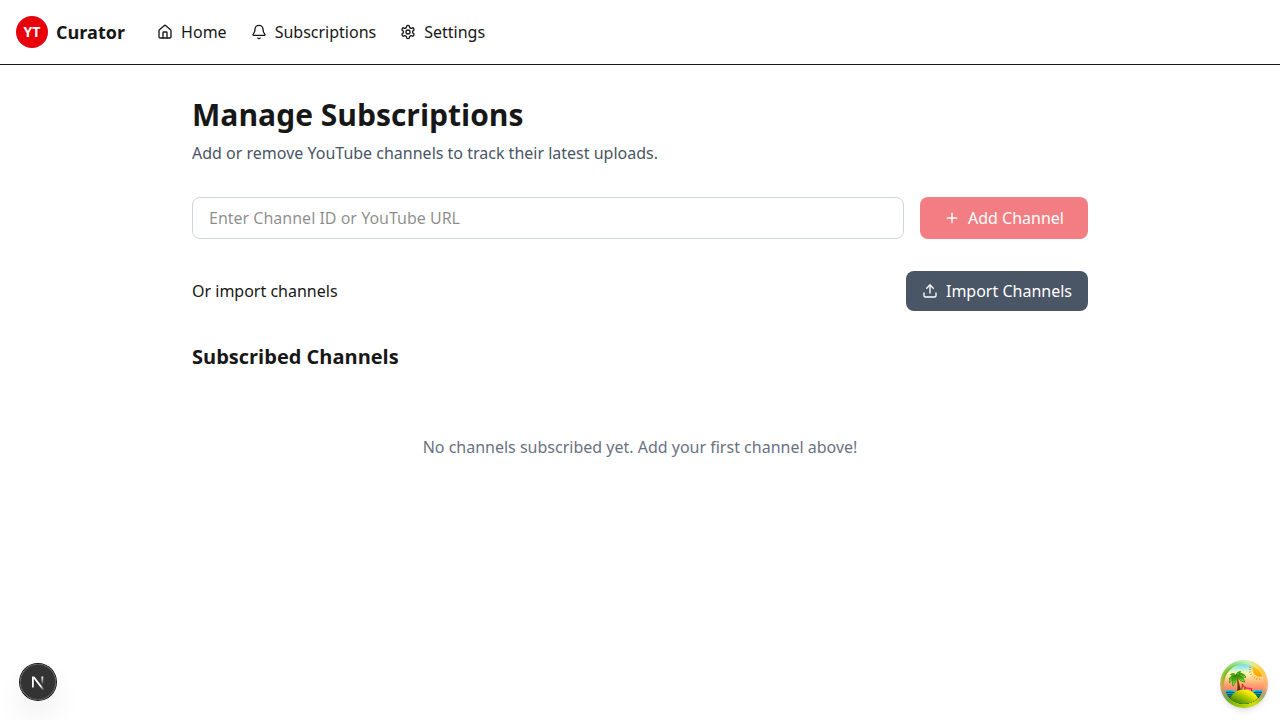 YT Curator Home Subscriptions Settings
Manage Subscriptions
Add or remove YouTube channels to track their latest uploads.
Enter Channel ID or YouTube URL
Add Channel
Or import channels
Import Channels
Subscribed Channels
No channels subscribed yet. Add your first channel above!
N